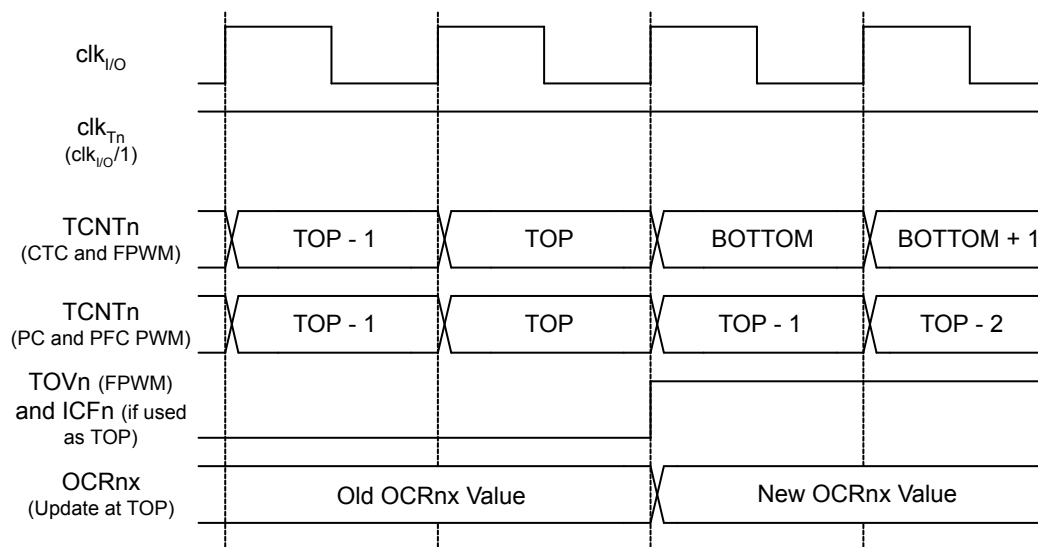 clkI/O
clkTn
(clkI/O/1)
TCNTn
(CTC and FPWM)
TOP - 1
TOP
BOTTOM
BOTTOM + 1
TCNTn
(PC and PFC PWM)
TOP - 1
TOP
TOP - 1
TOP - 2
TOVn (FPWM)
and ICFn (if used
as TOP)
OCRnx
(Update at TOP)
Old OCRnx Value
New OCRnx Value